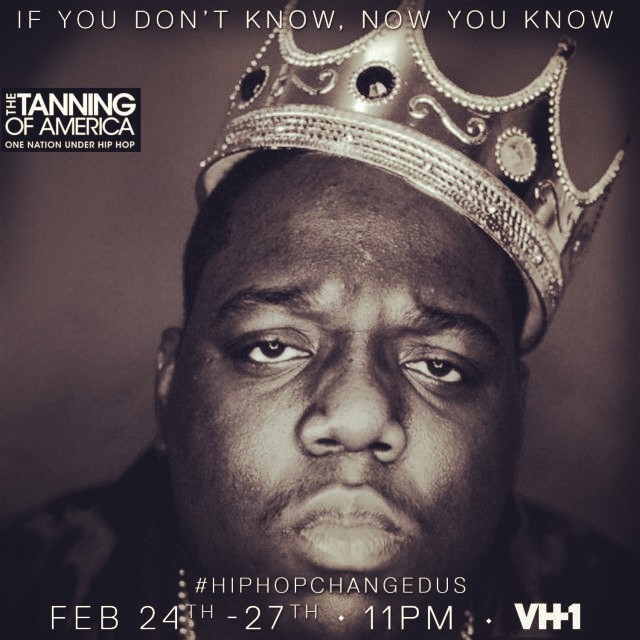 IF YOU DON'T KNOW, NOW YOU KNOW
THE TANNING
OF AMERICA
ONE NATION UNDER HIP HOP
#HIPHOPCHANGEDUS
FEB 24TH - 27TH · 11PM · VH1